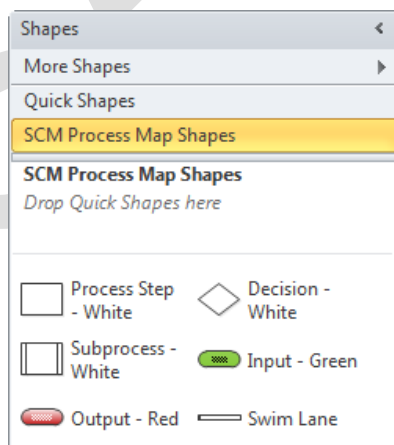 Shapes
More Shapes
Quick Shapes
SCM Process Map Shapes
SCM Process Map Shapes
Drop Quick Shapes here
Process Step
- White
Decision -
White
Subprocess -
White
Input - Green
Output - Red
Swim Lane